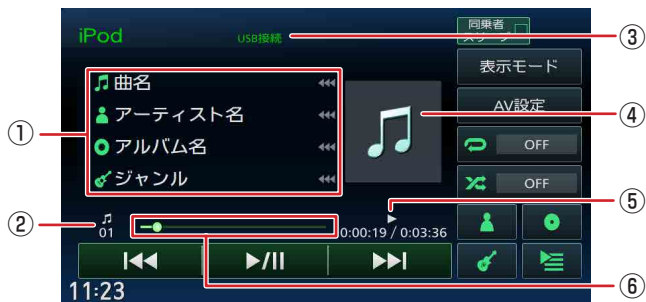 iPod
USB接続
同乗者
スリープ
③
表示モード
曲名
アーティスト名
アルバム名
ジャンル
①
④
AV設定
OFF
OFF
②
01
0:00:19 / 0:03:36
⑤
11:23
⑥